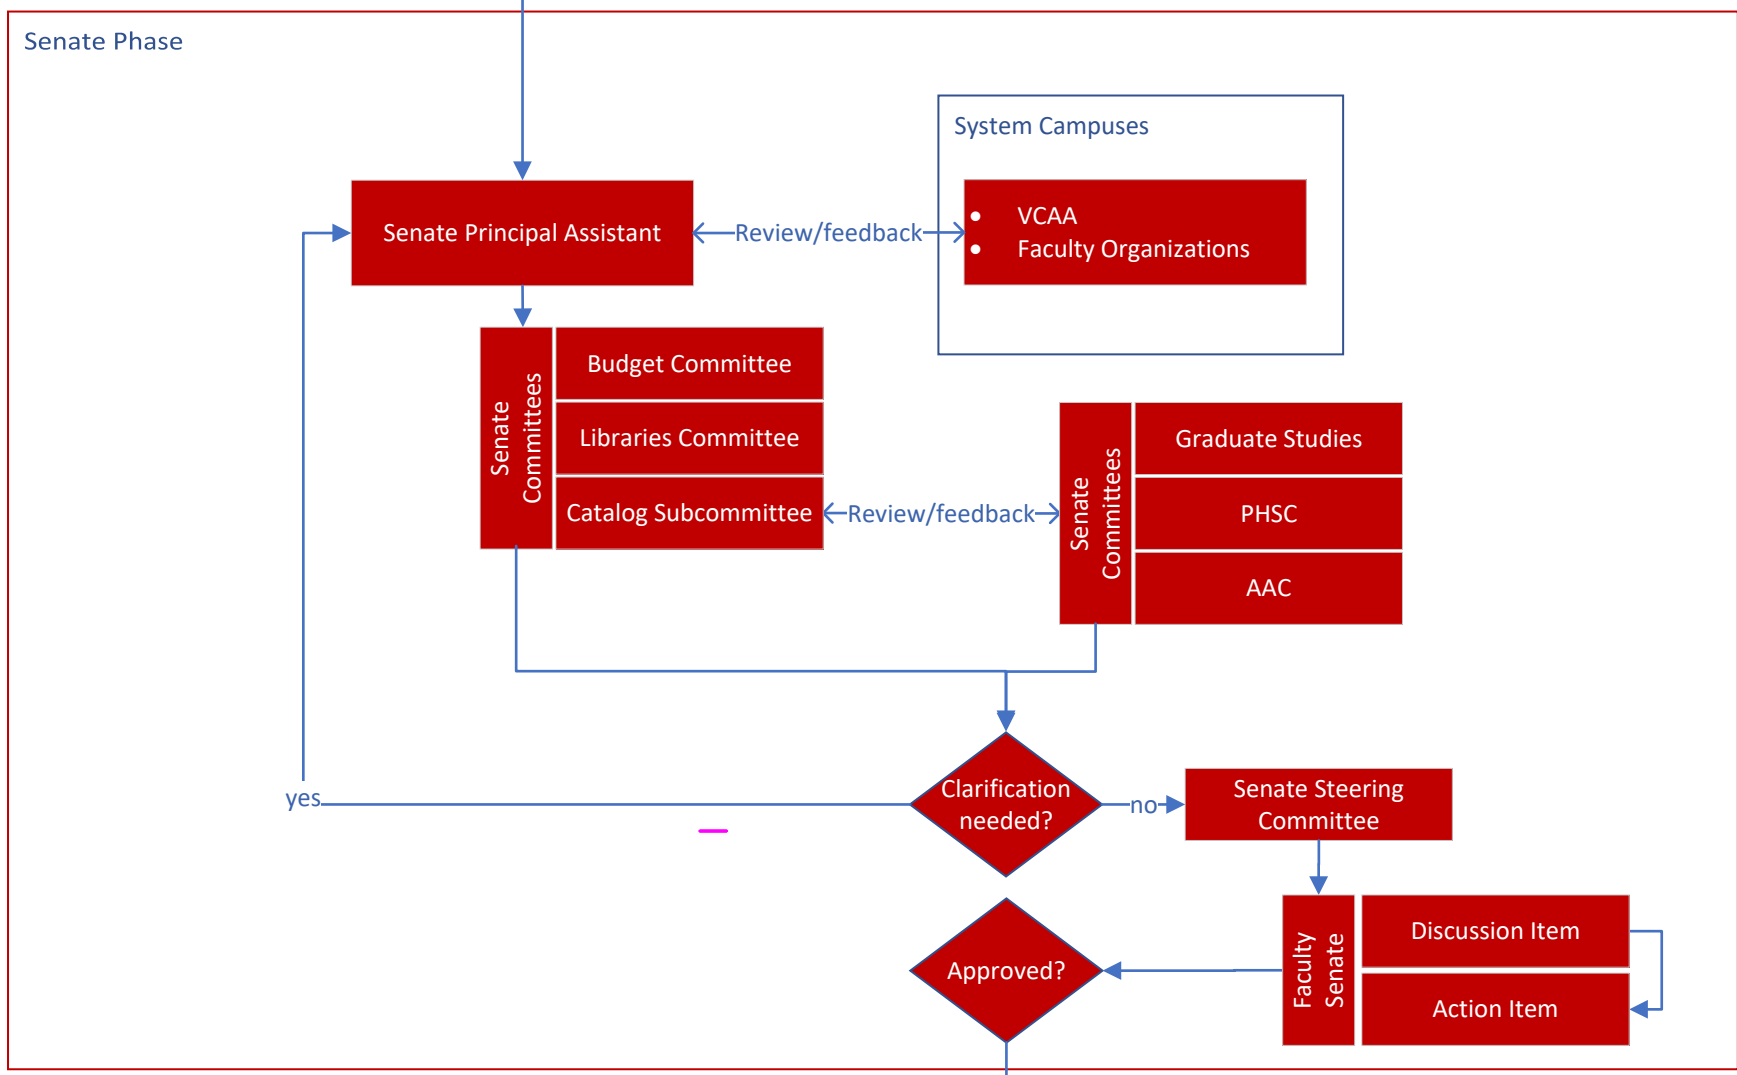 Senate Phase
System Campuses
Senate Principal Assistant
Review/feedback
• VCAA
• Faculty Organizations
Senate
Committees
Budget Committee
Libraries Committee
Catalog Subcommittee
Review/feedback
Senate
Committees
Graduate Studies
PHSC
AAC
yes
Clarification
needed?
no
Senate Steering
Committee
Approved?
Faculty
Senate
Discussion Item
Action Item